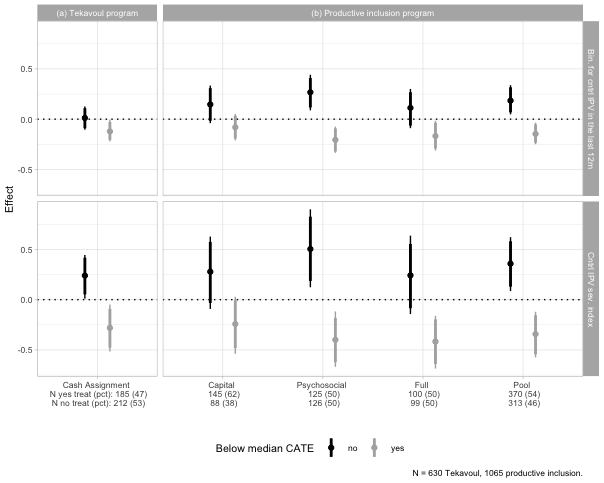 (a) Tekavoul program
(b) Productive inclusion program
Effect
0.5
0.0
-0.5
Bin. for cntrl IPV in the last 12m
0.5
0.0
-0.5
Cntrl IPV sev. index
Cash Assignment
N yes treat (pct): 185 (47)
N no treat (pct): 212 (53)
Capital
145 (62)
88 (38)
Psychosocial
125 (50)
126 (50)
Full
100 (50)
99 (50)
Pool
370 (54)
313 (46)
Below median CATE no yes
N = 630 Tekavoul, 1065 productive inclusion.